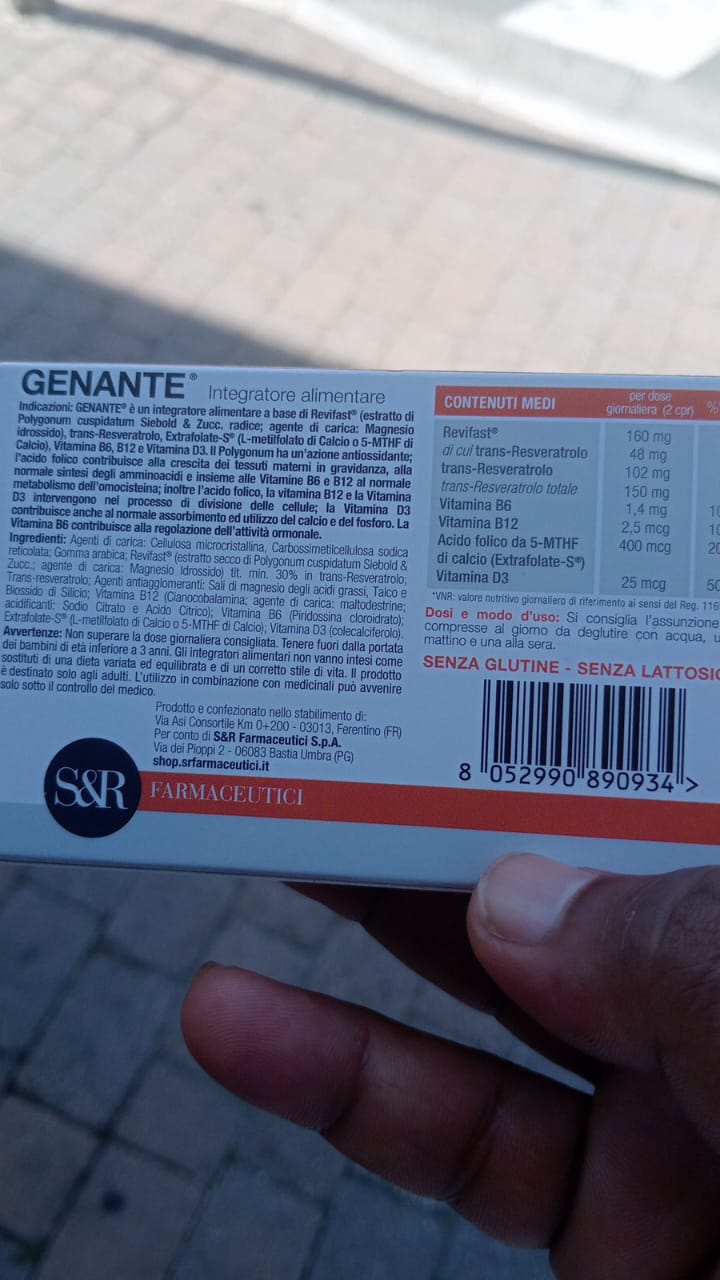 GENANTE® Integratore alimentare
Indicazioni: GENANTE® è un integratore alimentare a base di Revifast® (estratto di
Polygonum cuspidatum Siebold & Zucc. radice; agente di carica: Magnesio
idrossido), trans-Resveratrolo, Extrafolate-S® (L-metilfolato di Calcio o 5-MTHF di
Calcio), Vitamina B6, B12 e Vitamina D3. Il Polygonum ha un'azione antiossidante;
l'acido folico contribuisce alla crescita dei tessuti materni in gravidanza, alla
normale sintesi degli amminoacidi e insieme alle Vitamine B6 e B12 al normale
metabolismo dell'omocisteina; inoltre l'acido folico, la vitamina B12 e la Vitamina
D3 intervengono nel processo di divisione delle cellule; la Vitamina D3
contribuisce anche al normale assorbimento ed utilizzo del calcio e del fosforo. La
Vitamina B6 contribuisce alla regolazione dell'attività ormonale.
Ingredienti: Agenti di carica: Cellulosa microcristallina, Carbossimetilcellulosa sodica
reticolata; Gomma arabica; Revifast® (estratto secco di Polygonum cuspidatum Siebold &
Zucc.; agente di carica: Magnesio Idrossido) tit. min. 30% in trans-Resveratrolo;
Trans-resveratrolo; Agenti antiagglomeranti: Sali di magnesio degli acidi grassi, Talco e
Biossido di Silicio; Vitamina B12 (Cianocobalamina; agente di carica: maltodestrine;
acidificanti: Sodio Citrato e Acido Citrico); Vitamina B6 (Piridossina cloroidrato);
Extrafolate-S® (L-metilfolato di Calcio o 5-MTHF di Calcio); Vitamina D3 (colecalciferolo).
Avvertenze: Non superare la dose giornaliera consigliata. Tenere fuori dalla portata
dei bambini di età inferiore a 3 anni. Gli integratori alimentari non vanno intesi come
sostituti di una dieta variata ed equilibrata e di un corretto stile di vita. Il prodotto
è destinato solo agli adulti. L'utilizzo in combinazione con medicinali può avvenire
solo sotto il controllo del medico.
Prodotto e confezionato nello stabilimento di:
Via Asi Consortile Km 0+200 - 03013, Ferentino (FR)
Per conto di S&R Farmaceutici S.p.A.
Via dei Pioppi 2 - 06083 Bastia Umbra (PG)
shop.srfarmaceutici.it
S&R FARMACEUTICI
CONTENUTI MEDI per dose giornaliera (2 cpr) %
Revifast® 160 mg
di cui trans-Resveratrolo 48 mg
trans-Resveratrolo 102 mg
trans-Resveratrolo totale 150 mg
Vitamina B6 1,4 mg 10
Vitamina B12 2,5 mcg 10
Acido folico da 5-MTHF 400 mcg 20
di calcio (Extrafolate-S®)
Vitamina D3 25 mcg 50
*VNR: valore nutritivo giornaliero di riferimento ai sensi del Reg. 116
Dosi e modo d'uso: Si consiglia l'assunzione
compresse al giorno da deglutire con acqua, u
mattino e una alla sera.
SENZA GLUTINE - SENZA LATTOSIO
8 052990 890934 >